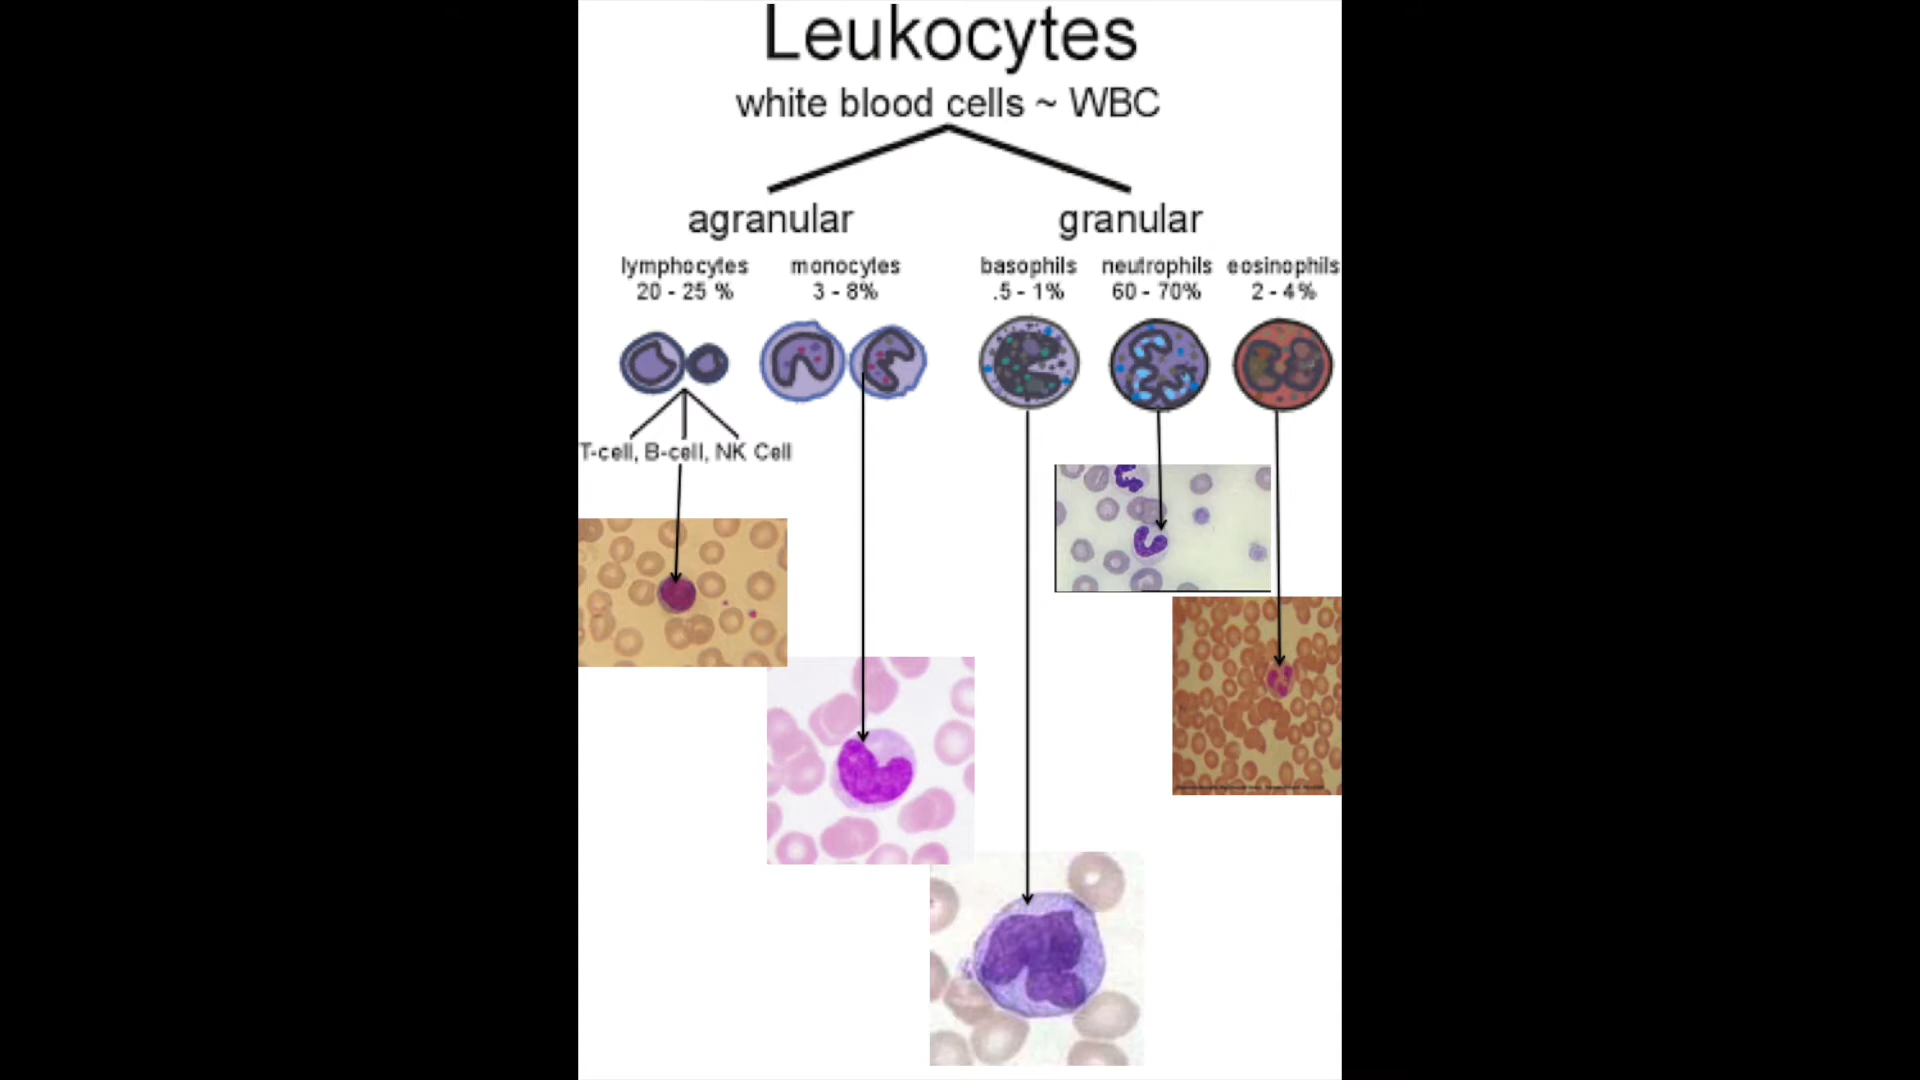 Leukocytes
white blood cells ~ WBC
agranular
granular
lymphocytes
20 - 25 %
monocytes
3 - 8%
basophils
.5 - 1%
neutrophils
60 - 70%
eosinophils
2 - 4%
T-cell, B-cell, NK Cell